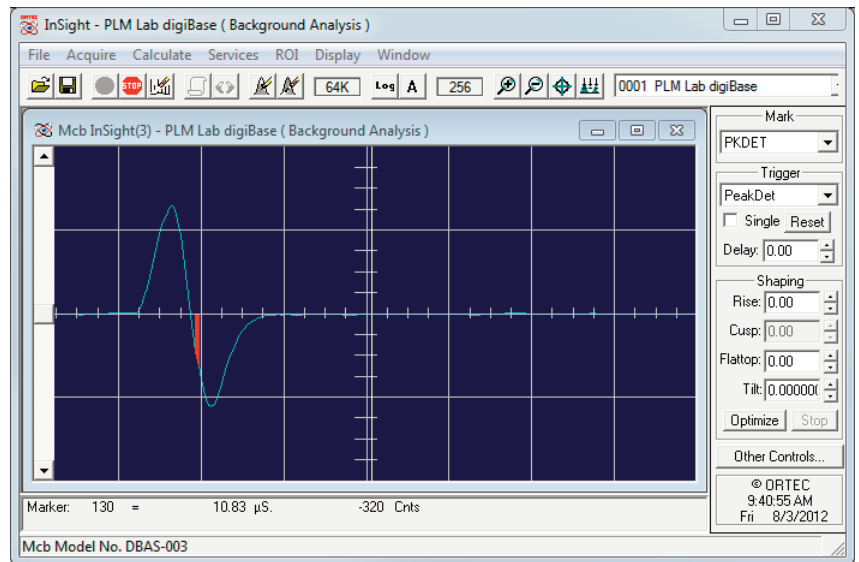 ORTEC
InSight - PLM Lab digiBase ( Background Analysis )
File Acquire Calculate Services ROI Display Window
STOP 64K Log A 256 0001 PLM Lab digiBase
Mcb InSight(3) - PLM Lab digiBase ( Background Analysis )
Mark
PKDET
Trigger
PeakDet
Single Reset
Delay: 0.00
Shaping
Rise: 0.00
Cusp: 0.00
Flattop: 0.00
Tilt: 0.00000(
Optimize Stop
Other Controls...
© ORTEC
9:40:55 AM
Fri 8/3/2012
Marker: 130 = 10.83 µS. -320 Cnts
Mcb Model No. DBAS-003